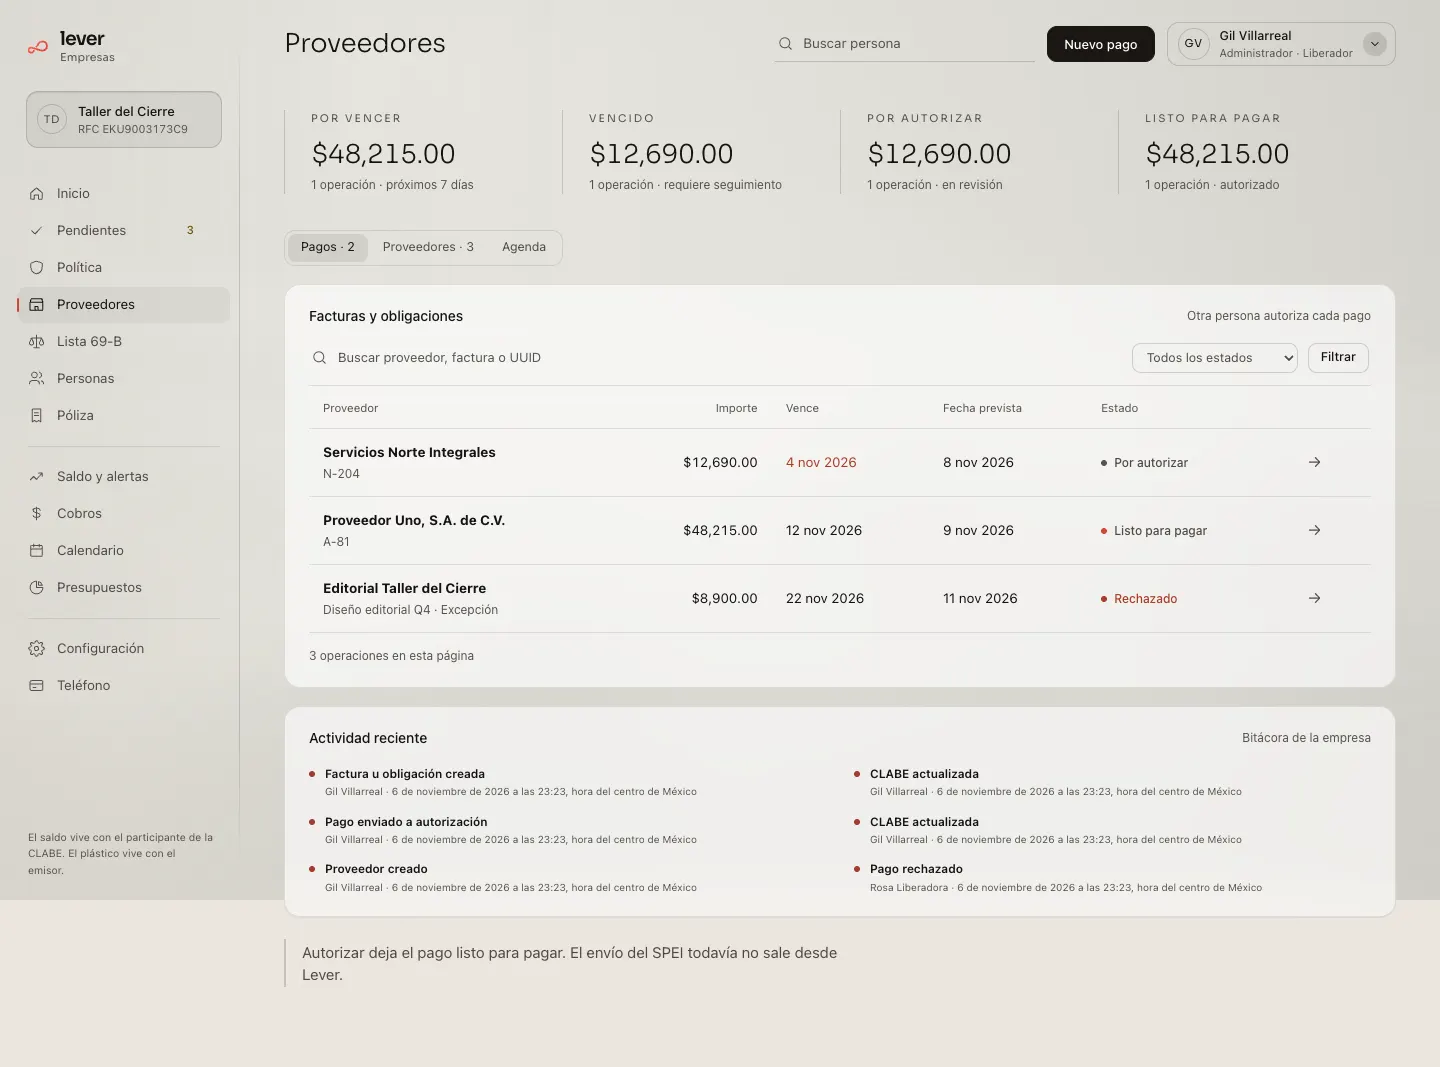 lever
Empresas
TD
Taller del Cierre
RFC EKU9003173C9
Inicio
Pendientes 3
Política
Proveedores
Lista 69-B
Personas
Póliza
Saldo y alertas
Cobros
Calendario
Presupuestos
Configuración
Teléfono
El saldo vive con el participante de la
CLABE. El plástico vive con el
emisor.
Proveedores
Buscar persona
Nuevo pago
GV
Gil Villarreal
Administrador · Liberador
POR VENCER
$48,215.00
1 operación · próximos 7 días
VENCIDO
$12,690.00
1 operación · requiere seguimiento
POR AUTORIZAR
$12,690.00
1 operación · en revisión
LISTO PARA PAGAR
$48,215.00
1 operación · autorizado
Pagos · 2 Proveedores · 3 Agenda
Facturas y obligaciones
Otra persona autoriza cada pago
Buscar proveedor, factura o UUID
Todos los estados
Filtrar
Proveedor Importe Vence Fecha prevista Estado
Servicios Norte Integrales
N-204
$12,690.00 4 nov 2026 8 nov 2026 Por autorizar
Proveedor Uno, S.A. de C.V.
A-81
$48,215.00 12 nov 2026 9 nov 2026 Listo para pagar
Editorial Taller del Cierre
Diseño editorial Q4 · Excepción
$8,900.00 22 nov 2026 11 nov 2026 Rechazado
3 operaciones en esta página
Actividad reciente
Bitácora de la empresa
Factura u obligación creada
Gil Villarreal · 6 de noviembre de 2026 a las 23:23, hora del centro de México
CLABE actualizada
Gil Villarreal · 6 de noviembre de 2026 a las 23:23, hora del centro de México
Pago enviado a autorización
Gil Villarreal · 6 de noviembre de 2026 a las 23:23, hora del centro de México
CLABE actualizada
Gil Villarreal · 6 de noviembre de 2026 a las 23:23, hora del centro de México
Proveedor creado
Gil Villarreal · 6 de noviembre de 2026 a las 23:23, hora del centro de México
Pago rechazado
Rosa Liberadora · 6 de noviembre de 2026 a las 23:23, hora del centro de México
Autorizar deja el pago listo para pagar. El envío del SPEI todavía no sale desde
Lever.